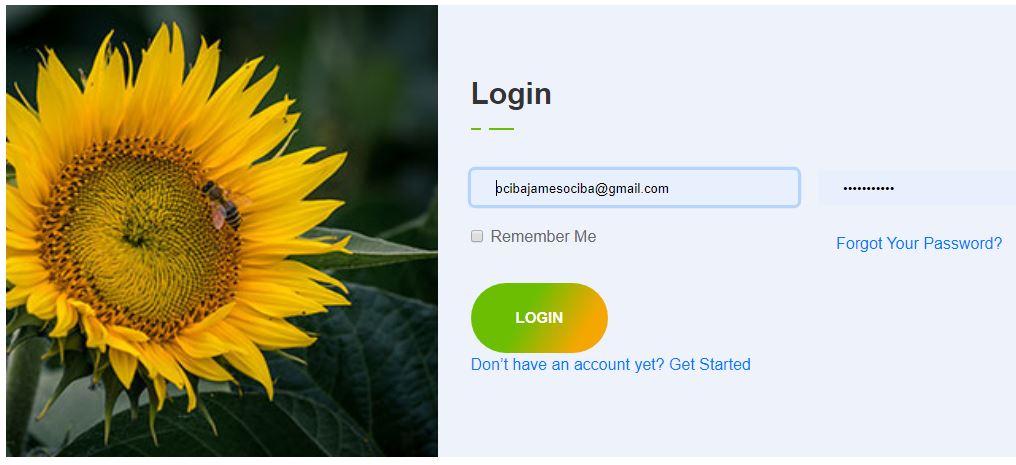 Login
ocibajamesociba@gmail.com •••••••••••
Remember Me
Forgot Your Password?
LOGIN
Don’t have an account yet? Get Started